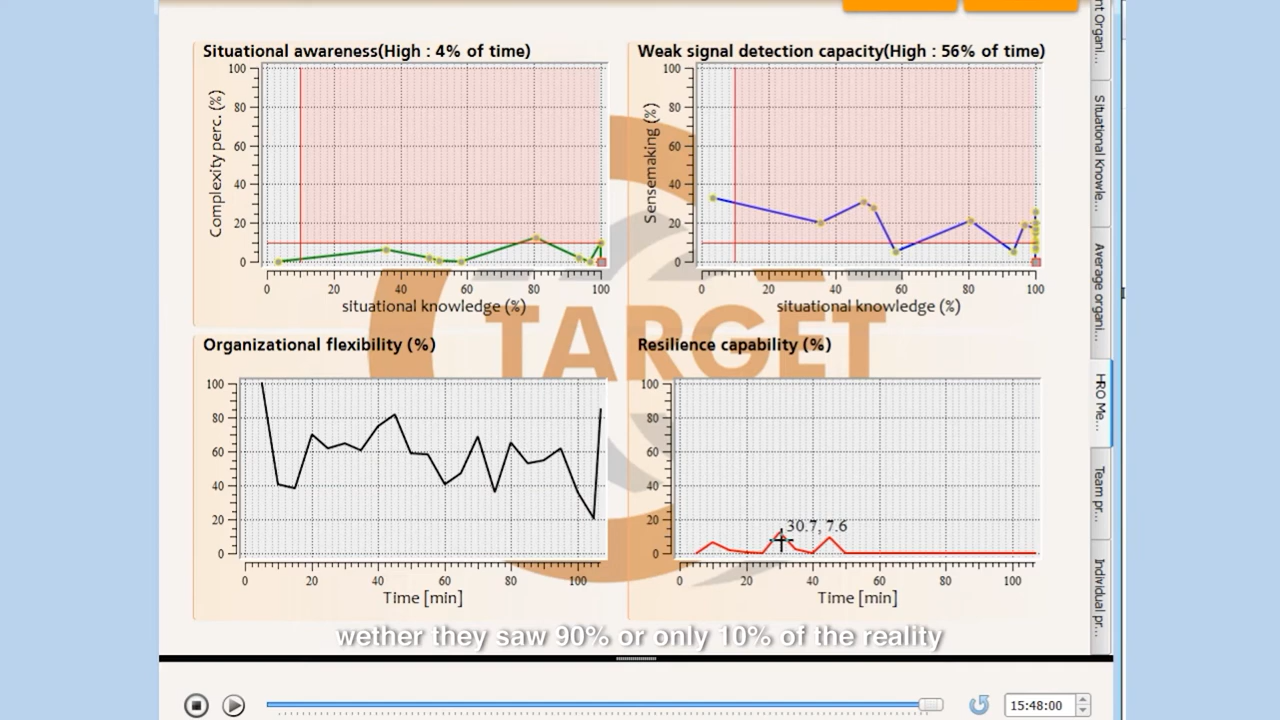 Situational awareness(High : 4% of time)
100
80
60
40
20
0
Complexity perc. (%)
0 20 40 60 80 100
situational knowledge (%)
Weak signal detection capacity(High : 56% of time)
100
80
60
40
20
0
Sensemaking (%)
0 20 40 60 80 100
situational knowledge (%)
TARGET
Organizational flexibility (%)
100
80
60
40
20
0
0 20 40 60 80 100
Time [min]
Resilience capability (%)
100
80
60
40
20
0
30.7, 7.6
0 20 40 60 80 100
Time [min]
nt Organi...
Situational Knowle...
Average organi...
HRO Me...
Team pr...
Individual pr...
wether they saw 90% or only 10% of the reality
15:48:00